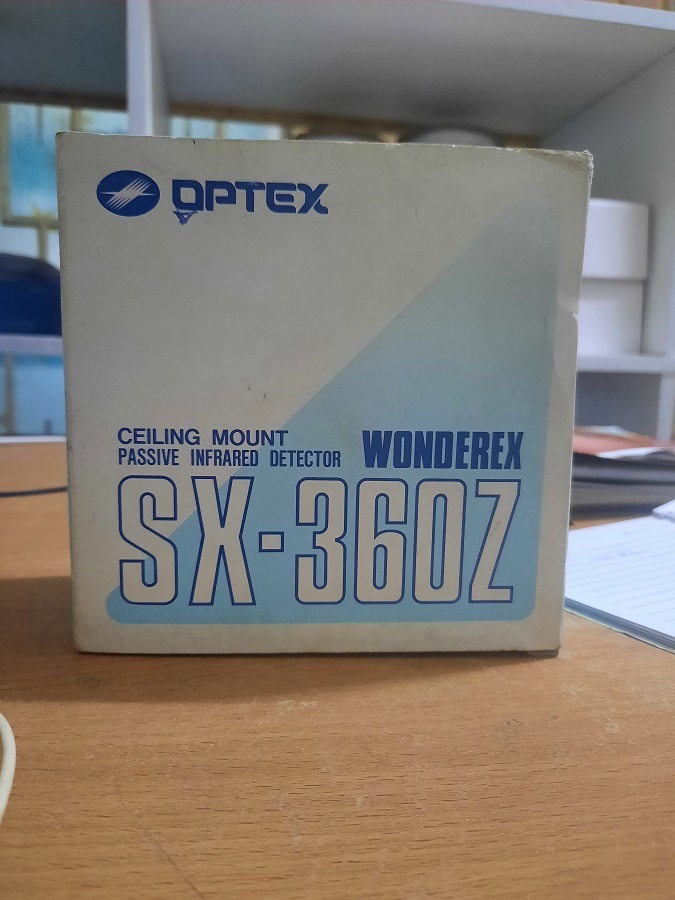 OPTEX
CEILING MOUNT
PASSIVE INFRARED DETECTOR WONDEREX
SX-360Z